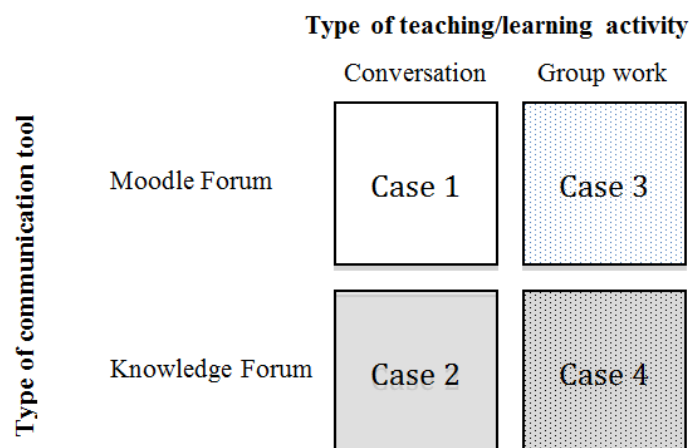 Type of teaching/learning activity
Conversation Group work
Type of communication tool
Moodle Forum Case 1 Case 3
Knowledge Forum Case 2 Case 4